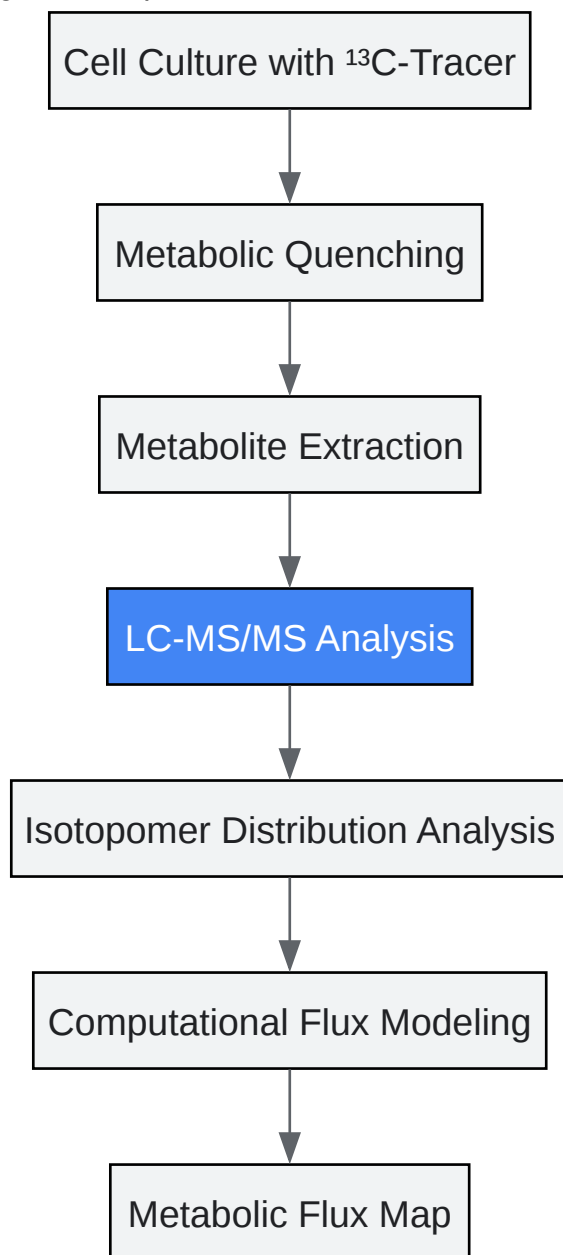 Cell Culture with ¹³C-Tracer
Metabolic Quenching
Metabolite Extraction
LC-MS/MS Analysis
Isotopomer Distribution Analysis
Computational Flux Modeling
Metabolic Flux Map